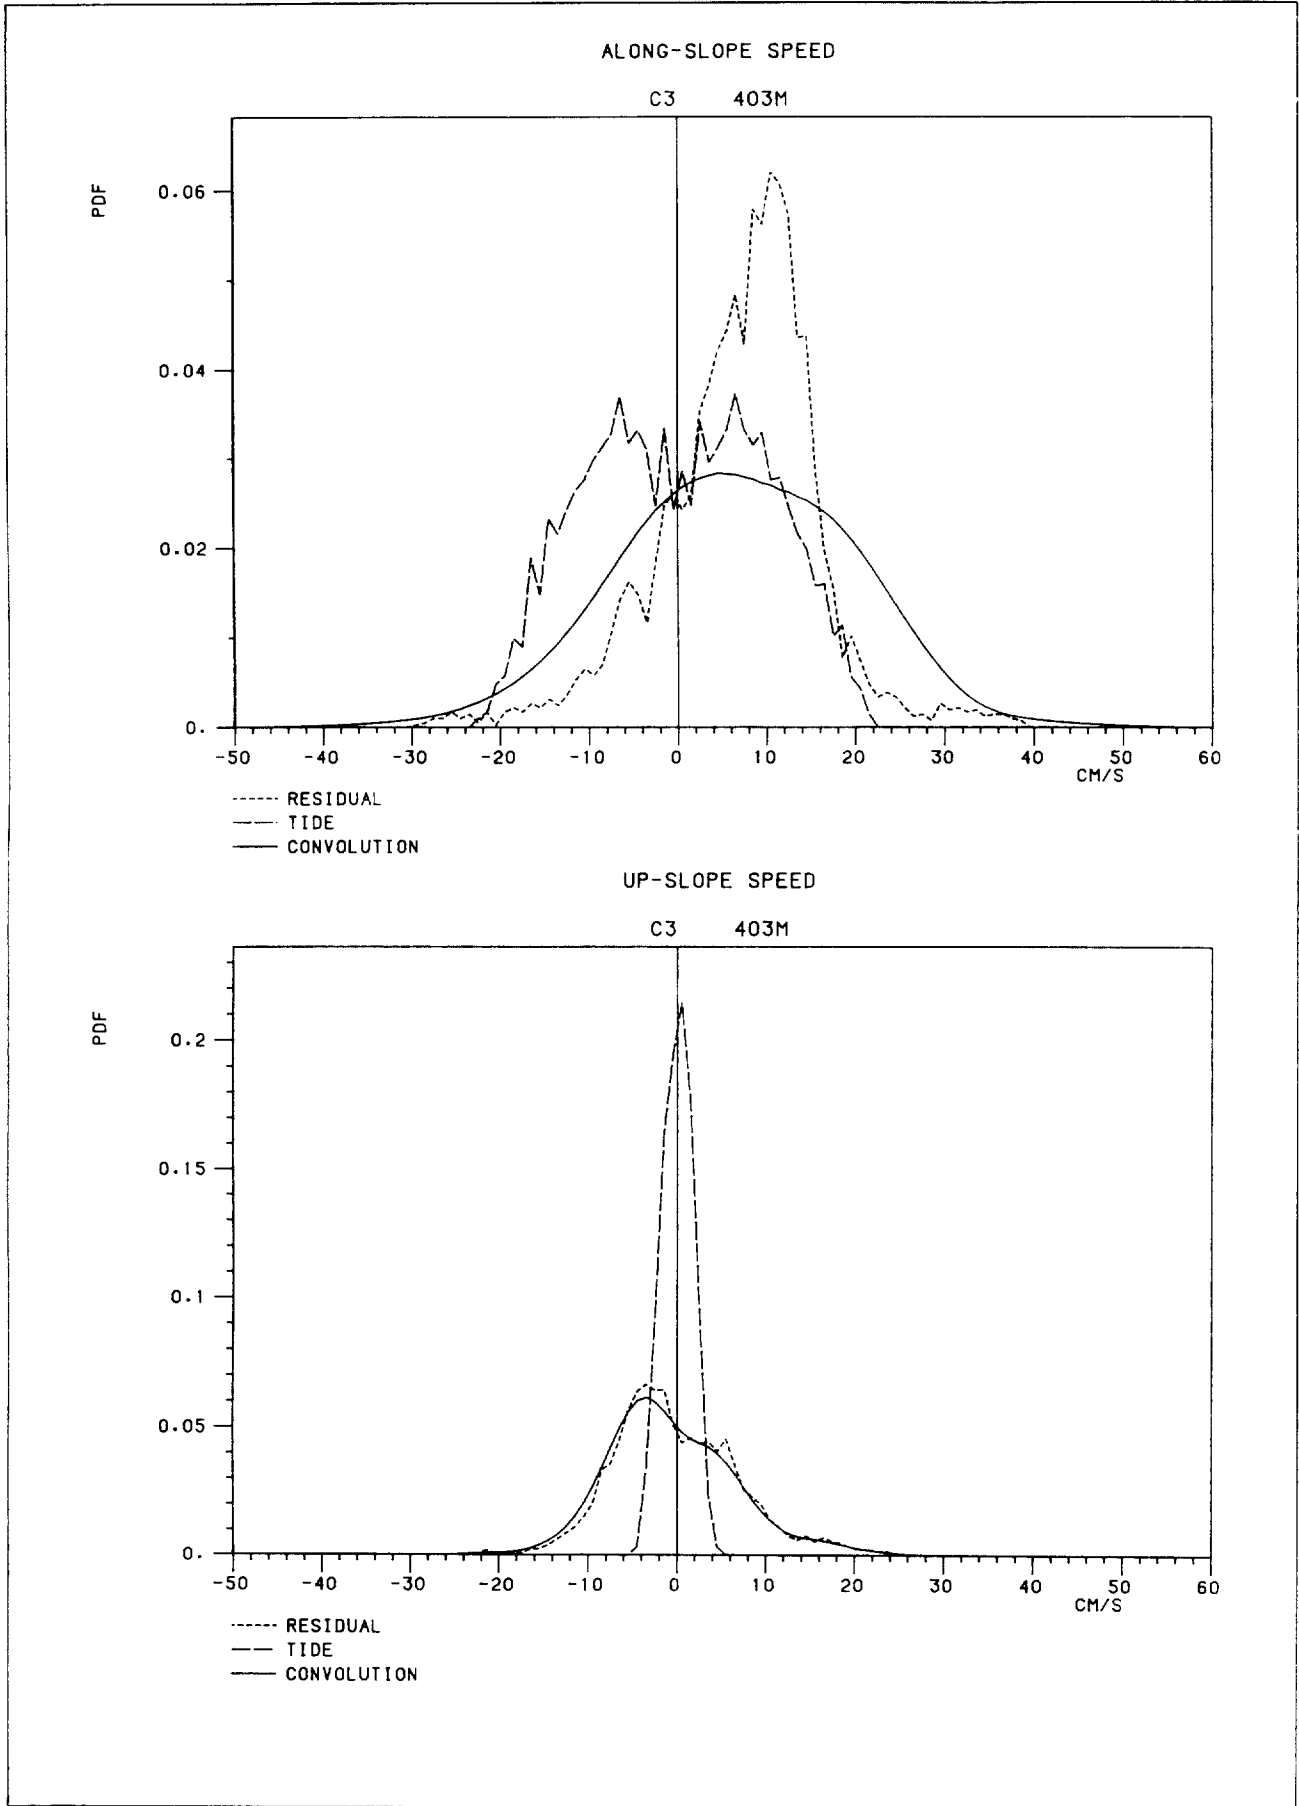 ALONG-SLOPE SPEED
C3 403M
PDF
0.06
0.04
0.02
0.
-50 -40 -30 -20 -10 0 10 20 30 40 50 60
CM/S
RESIDUAL
TIDE
CONVOLUTION
UP-SLOPE SPEED
C3 403M
PDF
0.2
0.15
0.1
0.05
0.
-50 -40 -30 -20 -10 0 10 20 30 40 50 60
CM/S
RESIDUAL
TIDE
CONVOLUTION